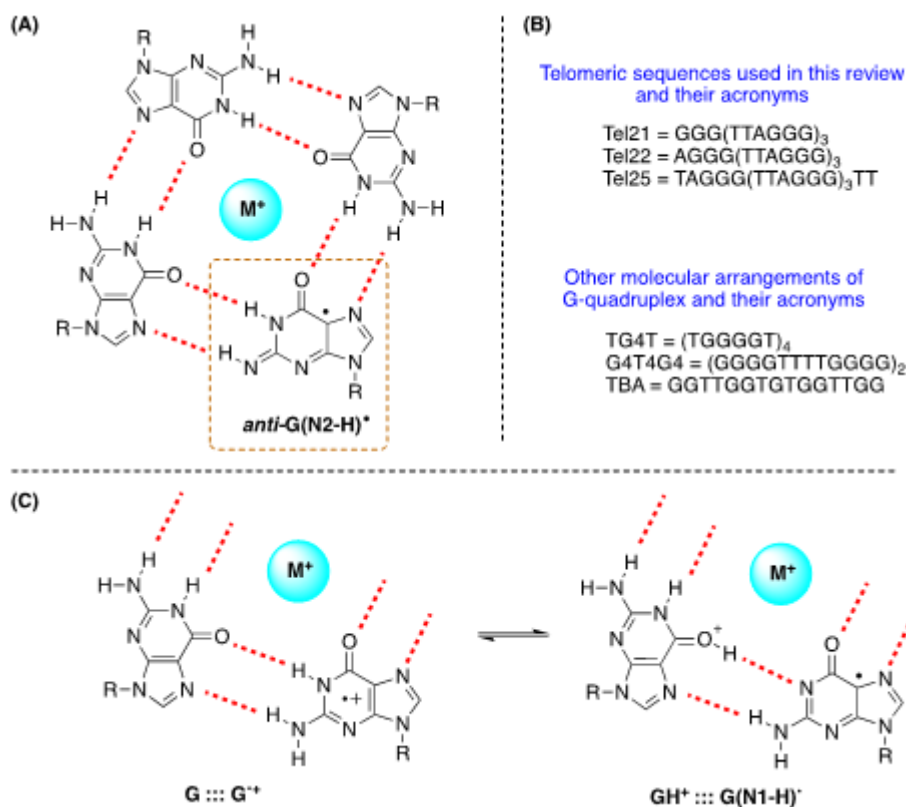 (A)
R
N
N
N
N
H
N
H
H
O
N
N
R
O
N
N
H
N
H
H
M⁺
H
H
N
H
N
N
O
N
N
R
H
O
N
H
N
N
N
N
R
anti-G(N2-H)•
(B)
Telomeric sequences used in this review
and their acronyms
Tel21 = GGG(TTAGGG)₃
Tel22 = AGGG(TTAGGG)₃
Tel25 = TAGGG(TTAGGG)₃TT
Other molecular arrangements of
G-quadruplex and their acronyms
TG4T = (TGGGGT)₄
G4T4G4 = (GGGGTTTTGGGG)₂
TBA = GGTTGGTGTGGTTGG
(C)
H
H-N
H
N
N
O
R-N
N
M⁺
O
H
N
N
H
N
•+
N
N
H
R
G ::: G•⁺
H
H-N
H
N
N
O⁺
H
R-N
N
M⁺
O
N
N
H
N
•
N
N
H
R
GH⁺ ::: G(N1-H)•